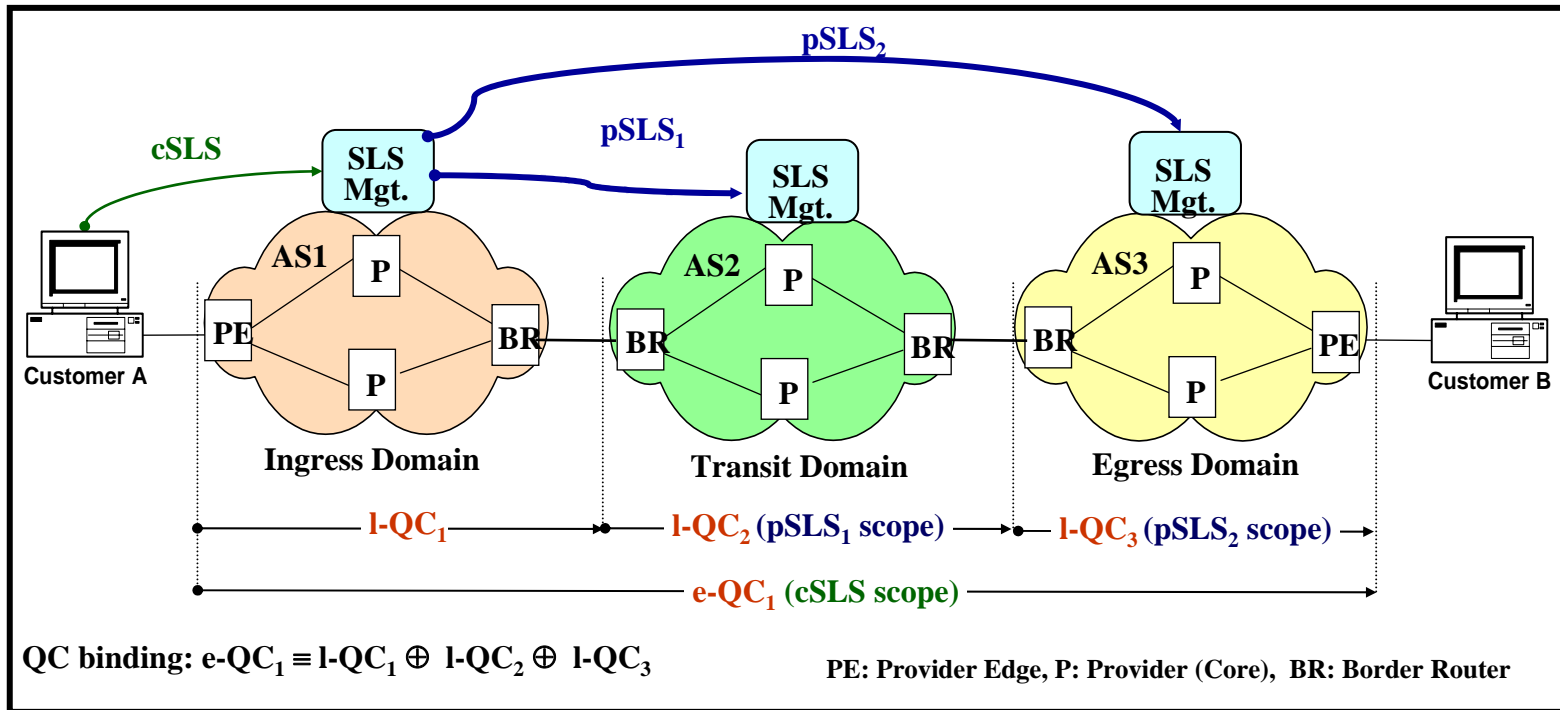 pSLS₂
pSLS₁
cSLS
SLS
Mgt.
SLS
Mgt.
SLS
Mgt.
AS1
P
AS2
P
AS3
P
PE
BR
BR
BR
BR
PE
P
P
P
Customer A
Customer B
Ingress Domain
Transit Domain
Egress Domain
l-QC₁
l-QC₂ (pSLS₁ scope)
l-QC₃ (pSLS₂ scope)
e-QC₁ (cSLS scope)
QC binding: e-QC₁ ≡ l-QC₁ ⊕ l-QC₂ ⊕ l-QC₃
PE: Provider Edge, P: Provider (Core), BR: Border Router